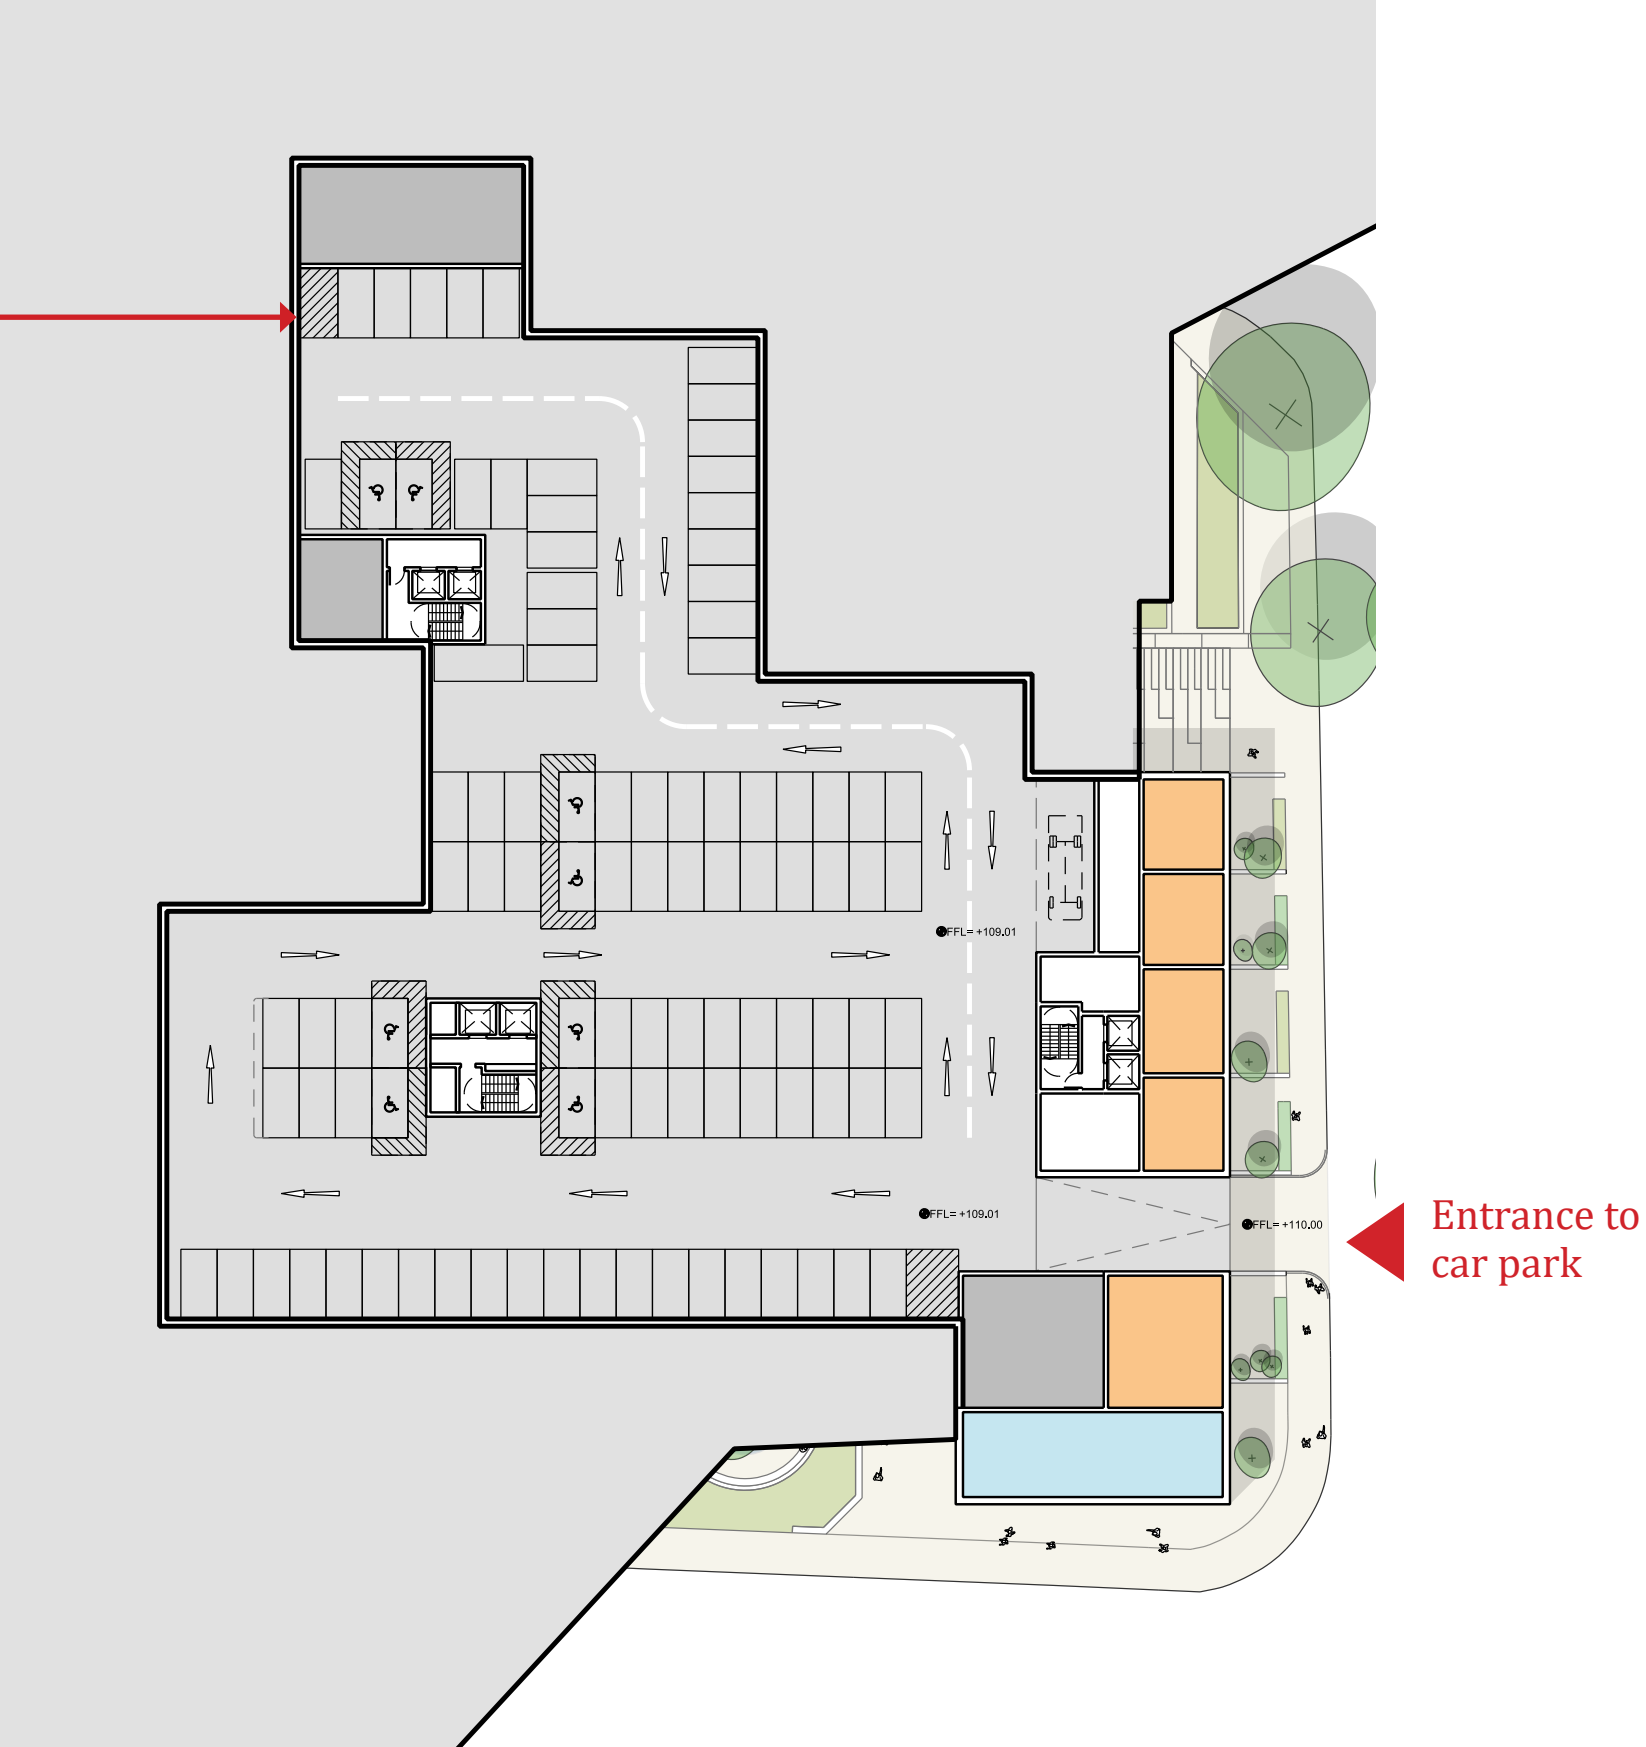 FFL= +109.01
FFL= +109.01
FFL= +110.00
Entrance to
car park